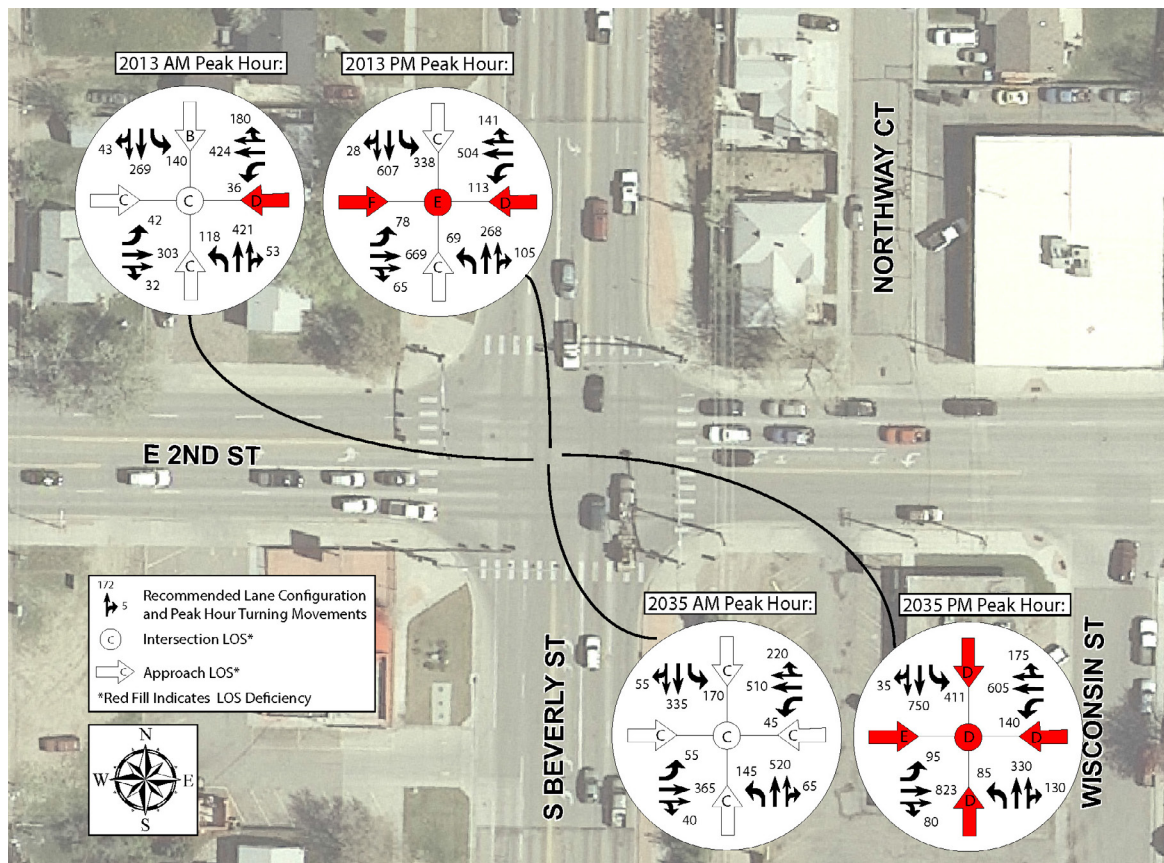 2013 AM Peak Hour:
2013 PM Peak Hour:
43
269
140
B
180
424
36
C
C
D
42
303
32
118
421
53
C
28
607
338
C
141
504
113
F
E
D
78
669
65
69
268
105
C
NORTHWAY CT
E 2ND ST
172
5
Recommended Lane Configuration
and Peak Hour Turning Movements
C
Intersection LOS*
C
Approach LOS*
*Red Fill Indicates LOS Deficiency
N
W
E
S
S BEVERLY ST
2035 AM Peak Hour:
2035 PM Peak Hour:
55
335
170
C
220
510
45
C
C
C
55
365
40
145
520
65
C
35
750
411
D
175
605
140
E
D
D
95
823
80
85
330
130
D
WISCONSIN ST